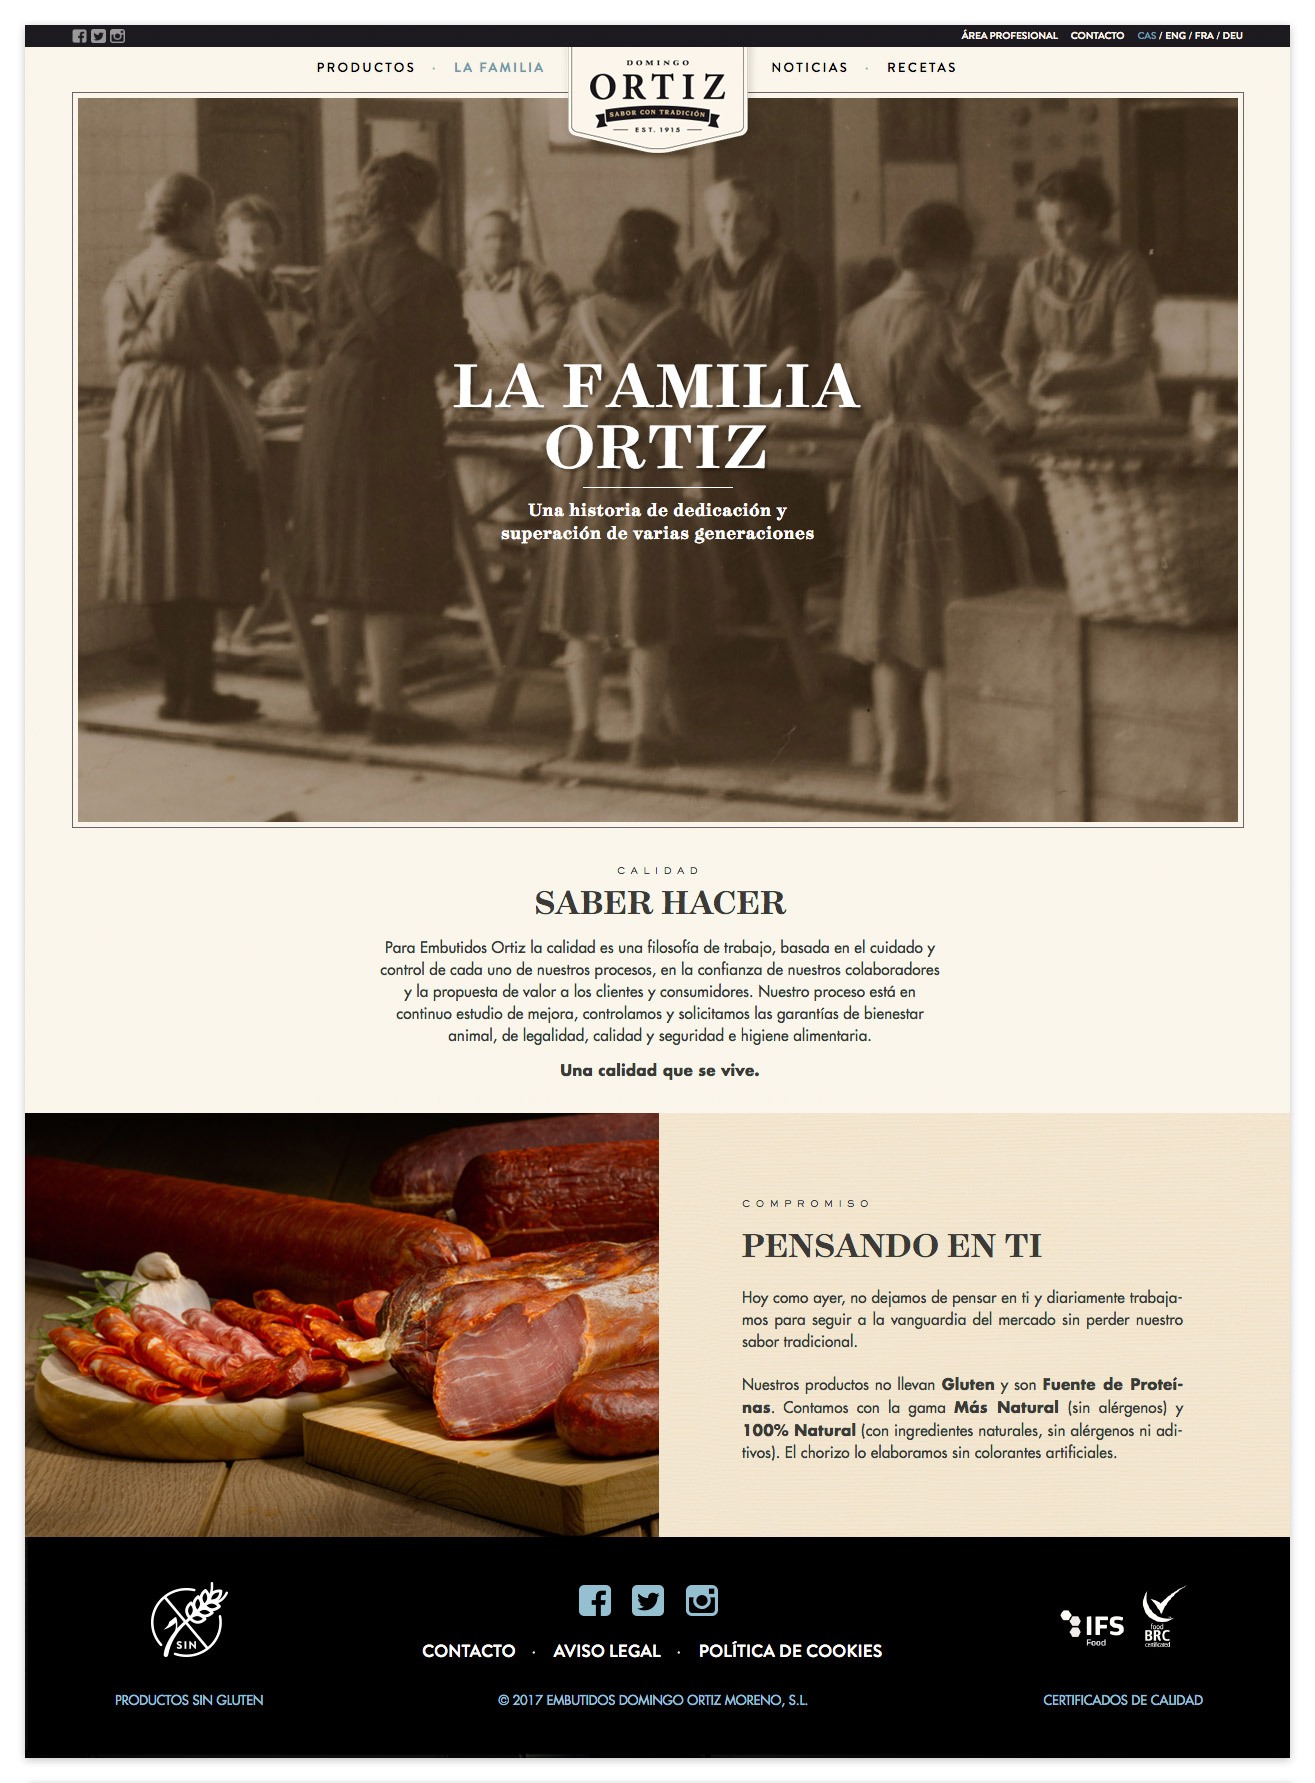 ÁREA PROFESIONAL CONTACTO CAS / ENG / FRA / DEU
PRODUCTOS · LA FAMILIA
DOMINGO
ORTIZ
SABOR CON TRADICIÓN
EST. 1915
NOTICIAS · RECETAS
LA FAMILIA
ORTIZ
Una historia de dedicación y
superación de varias generaciones
CALIDAD
SABER HACER
Para Embutidos Ortiz la calidad es una filosofía de trabajo, basada en el cuidado y
control de cada uno de nuestros procesos, en la confianza de nuestros colaboradores
y la propuesta de valor a los clientes y consumidores. Nuestro proceso está en
continuo estudio de mejora, controlamos y solicitamos las garantías de bienestar
animal, de legalidad, calidad y seguridad e higiene alimentaria.
Una calidad que se vive.
COMPROMISO
PENSANDO EN TI
Hoy como ayer, no dejamos de pensar en ti y diariamente trabaja-
mos para seguir a la vanguardia del mercado sin perder nuestro
sabor tradicional.
Nuestros productos no llevan Gluten y son Fuente de Proteí-
nas. Contamos con la gama Más Natural (sin alérgenos) y
100% Natural (con ingredientes naturales, sin alérgenos ni adi-
tivos). El chorizo lo elaboramos sin colorantes artificiales.
SIN
PRODUCTOS SIN GLUTEN
CONTACTO · AVISO LEGAL · POLÍTICA DE COOKIES
© 2017 EMBUTIDOS DOMINGO ORTIZ MORENO, S.L.
IFS
Food
food
BRC
certificated
CERTIFICADOS DE CALIDAD